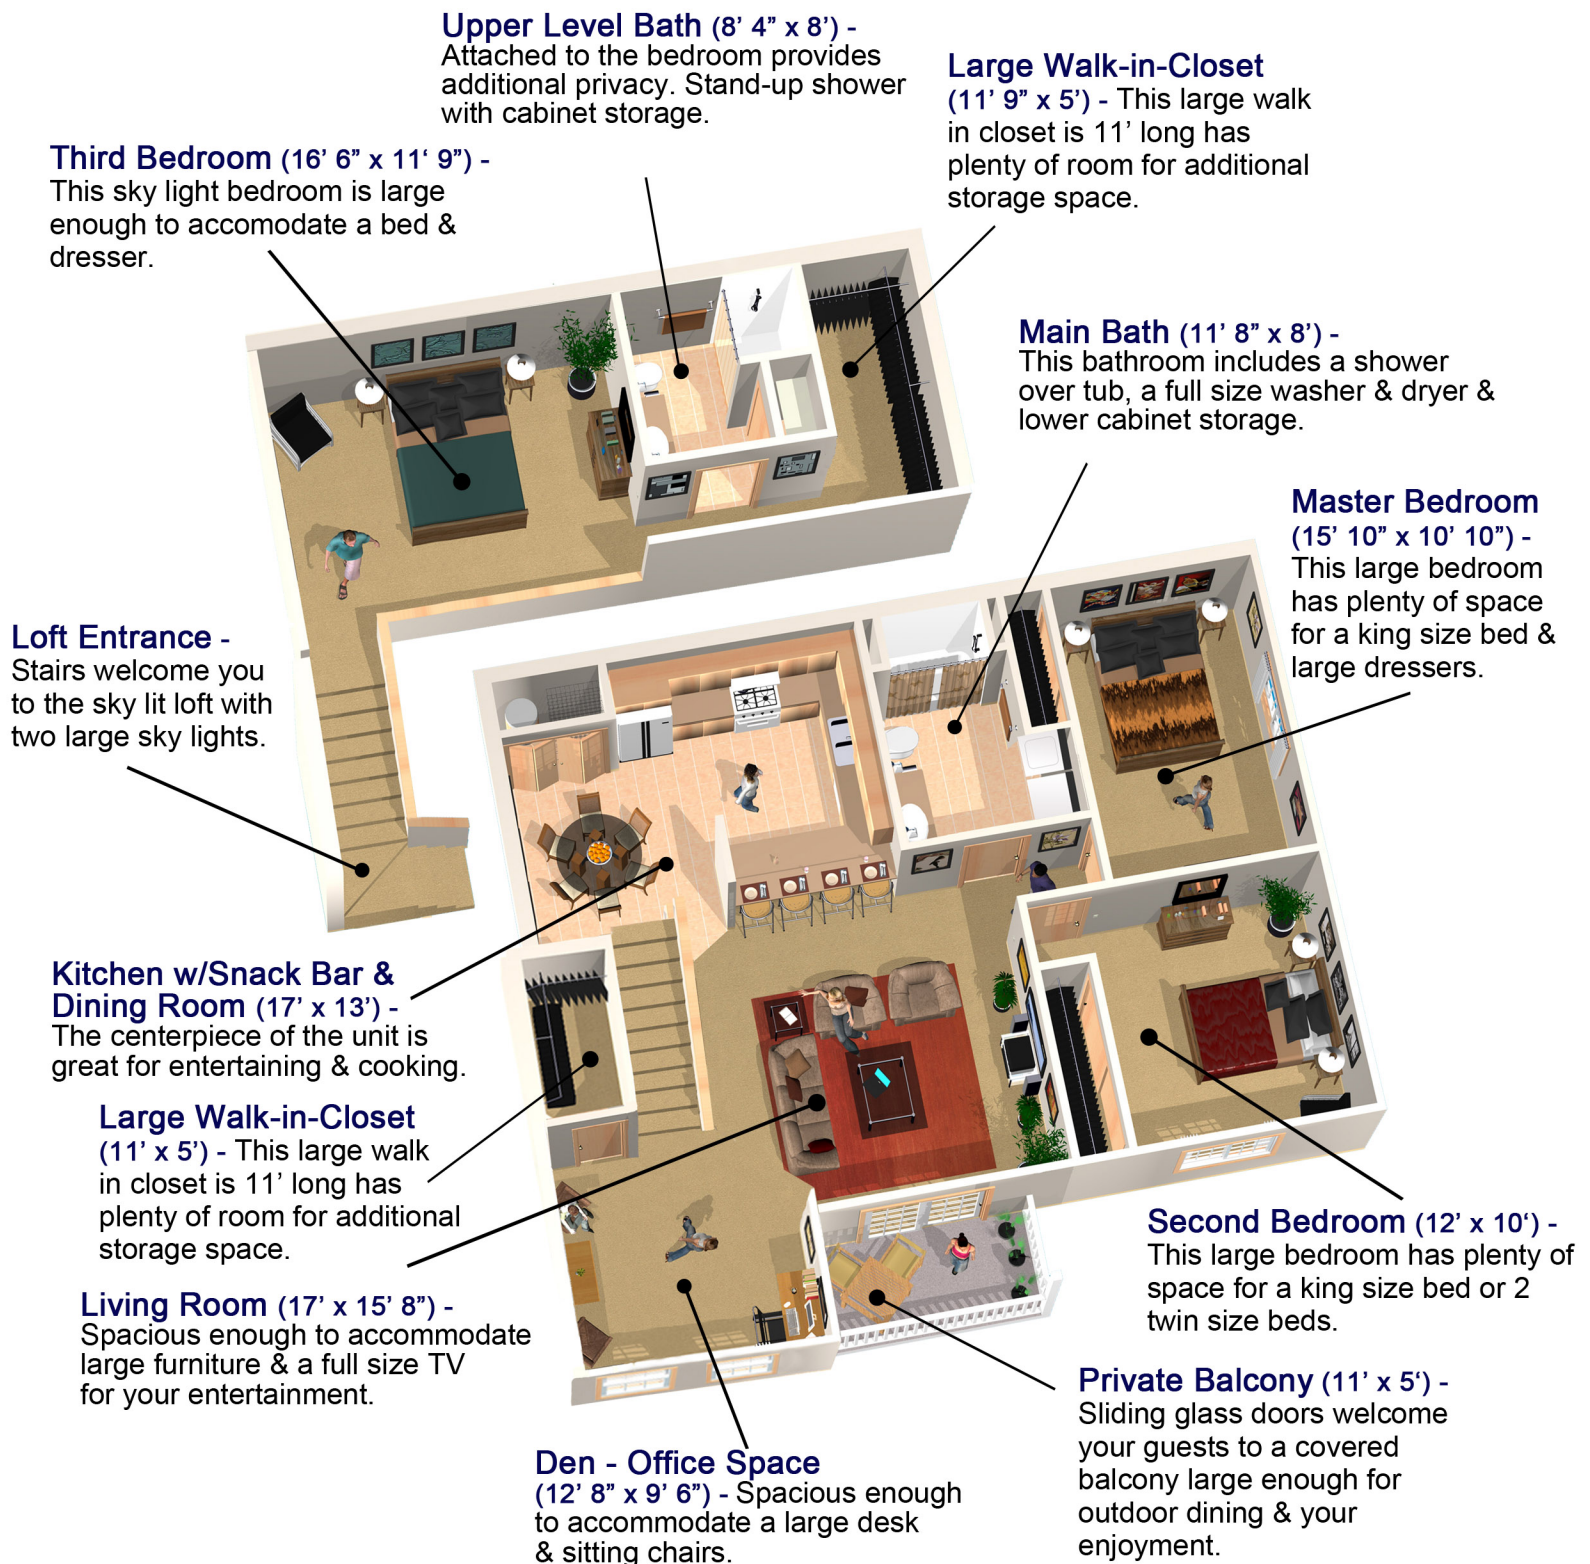 Upper Level Bath (8’ 4” x 8’) -
Attached to the bedroom provides
additional privacy. Stand-up shower
with cabinet storage.
Large Walk-in-Closet
(11’ 9” x 5’) - This large walk
in closet is 11’ long has
plenty of room for additional
storage space.
Third Bedroom (16’ 6” x 11‘ 9”) -
This sky light bedroom is large
enough to accomodate a bed &
dresser.
Main Bath (11’ 8” x 8’) -
This bathroom includes a shower
over tub, a full size washer & dryer &
lower cabinet storage.
Master Bedroom
(15’ 10” x 10’ 10”) -
This large bedroom
has plenty of space
for a king size bed &
large dressers.
Loft Entrance -
Stairs welcome you
to the sky lit loft with
two large sky lights.
Kitchen w/Snack Bar &
Dining Room (17’ x 13’) -
The centerpiece of the unit is
great for entertaining & cooking.
Large Walk-in-Closet
(11’ x 5’) - This large walk
in closet is 11’ long has
plenty of room for additional
storage space.
Living Room (17’ x 15’ 8”) -
Spacious enough to accommodate
large furniture & a full size TV
for your entertainment.
Second Bedroom (12’ x 10‘) -
This large bedroom has plenty of
space for a king size bed or 2
twin size beds.
Private Balcony (11’ x 5‘) -
Sliding glass doors welcome
your guests to a covered
balcony large enough for
outdoor dining & your
enjoyment.
Den - Office Space
(12’ 8” x 9’ 6”) - Spacious enough
to accommodate a large desk
& sitting chairs.